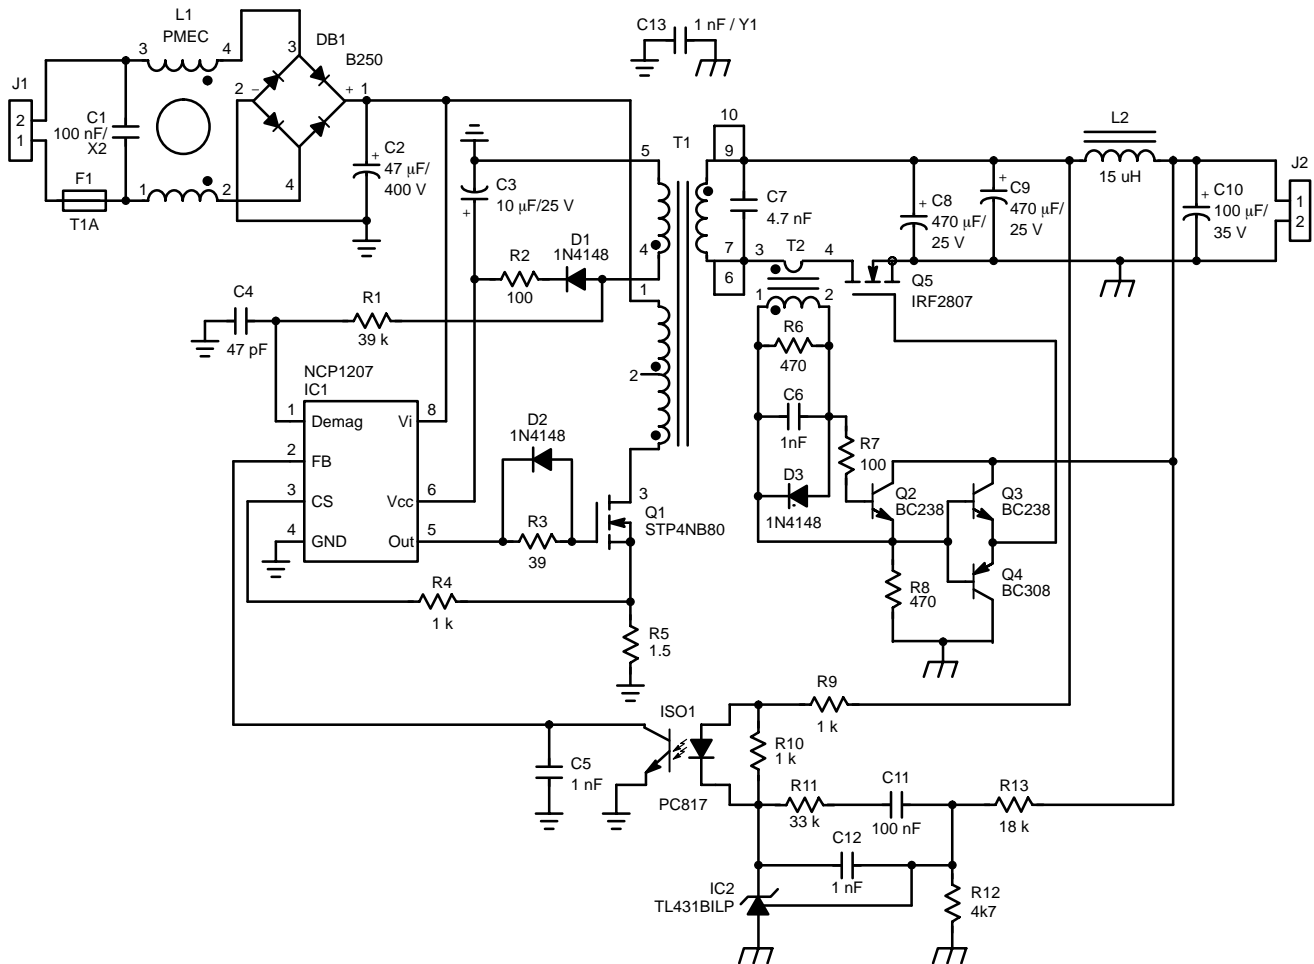 L1
PMEC
3
4
DB1
B250
3
2
−
+
1
4
J1
2
1
C1
100 nF/
X2
F1
T1A
1
2
C2
+
47 μF/
400 V
C13
1 nF / Y1
5
T1
10
9
C3
10 μF/25 V
+
C7
4.7 nF
L2
15 uH
J2
1
2
+
C8
470 μF/
25 V
+
C9
470 μF/
25 V
+
C10
100 μF/
35 V
7
6
3
T2
4
R2
100
D1
1N4148
4
1
1
2
Q5
IRF2807
C4
47 pF
R1
39 k
R6
470
2
NCP1207
IC1
1
Demag
Vi
8
2
FB
3
CS
Vcc
6
4
GND
Out
5
D2
1N4148
C6
1nF
R7
100
D3
1N4148
Q2
BC238
Q3
BC238
3
Q1
STP4NB80
R3
39
R4
1 k
R5
1.5
R8
470
Q4
BC308
R9
1 k
ISO1
PC817
R10
1 k
C5
1 nF
R11
33 k
C11
100 nF
R13
18 k
C12
1 nF
IC2
TL431BILP
R12
4k7